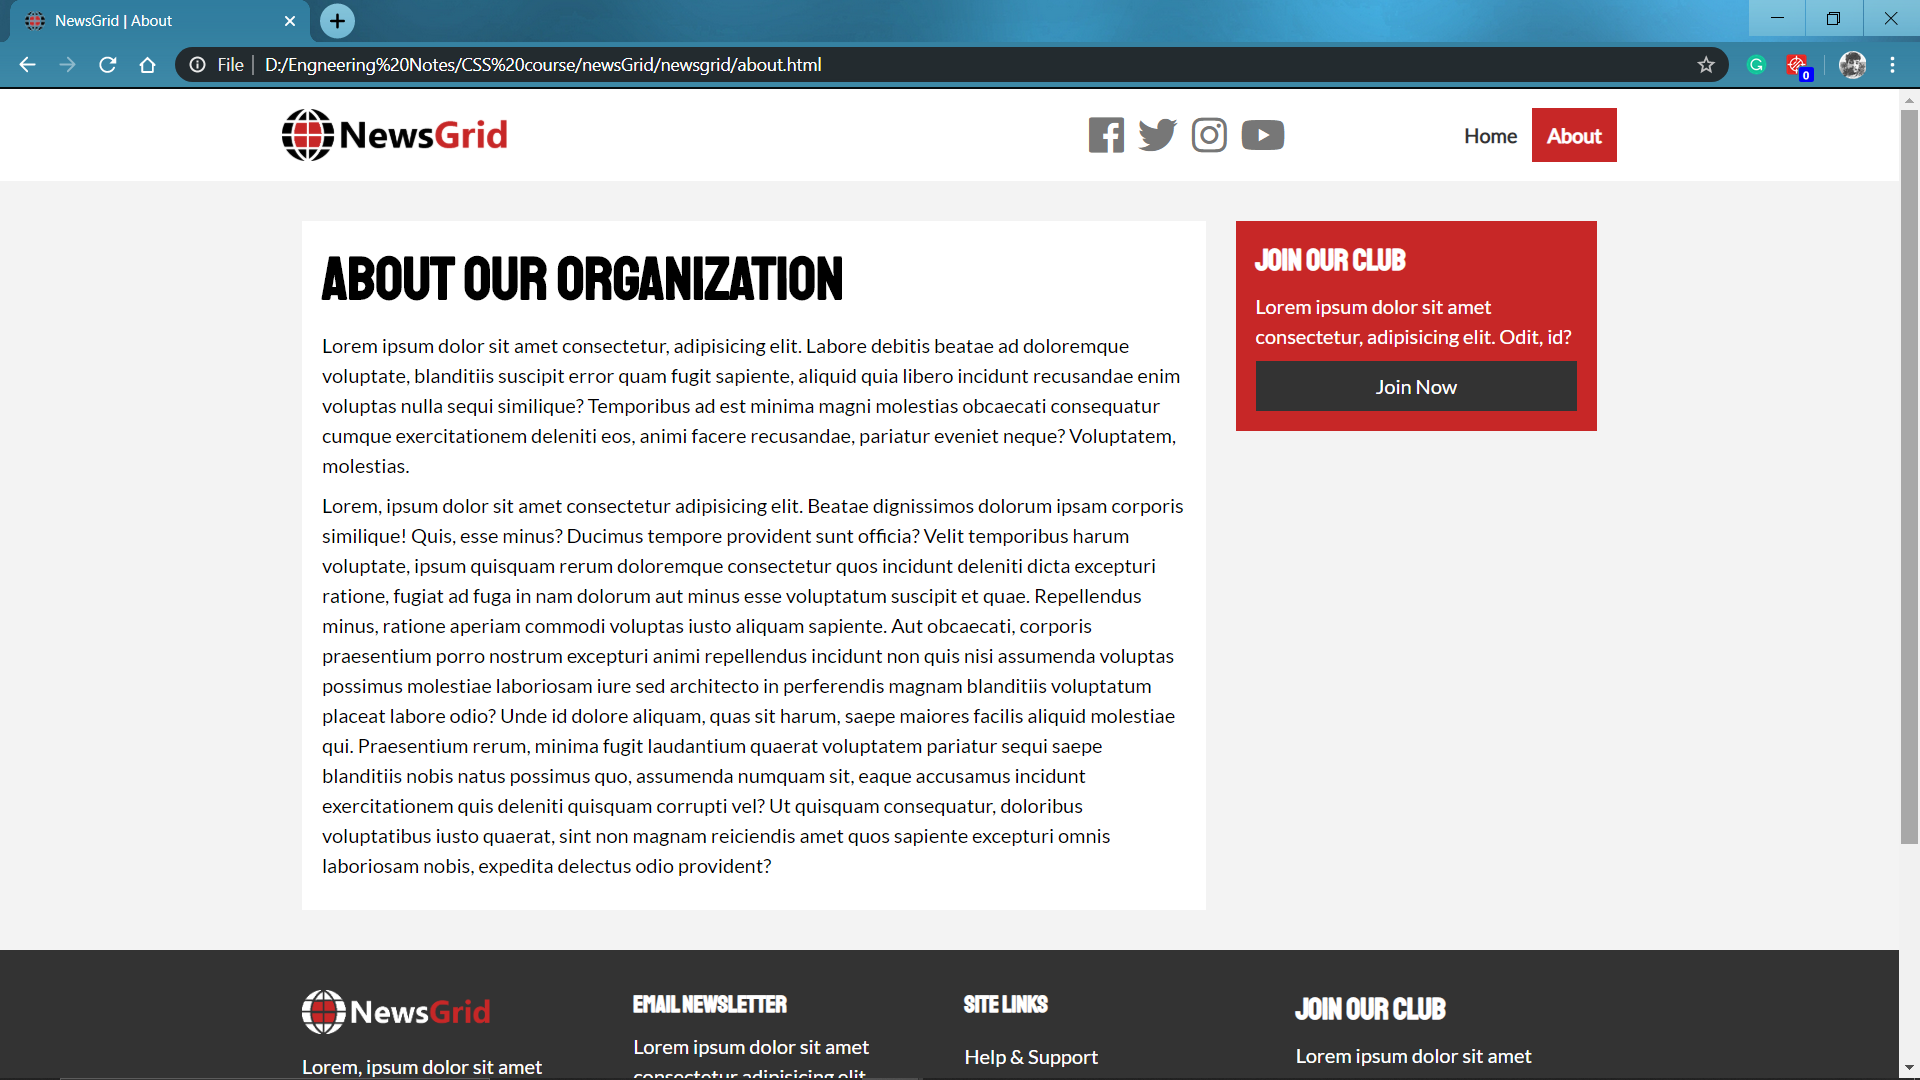 NewsGrid | About
File
D:/Engneering%20Notes/CSS%20course/newsGrid/newsgrid/about.html
0
NewsGrid
Home
About
ABOUT OUR ORGANIZATION
Lorem ipsum dolor sit amet consectetur, adipisicing elit. Labore debitis beatae ad doloremque
voluptate, blanditiis suscipit error quam fugit sapiente, aliquid quia libero incidunt recusandae enim
voluptas nulla sequi similique? Temporibus ad est minima magni molestias obcaecati consequatur
cumque exercitationem deleniti eos, animi facere recusandae, pariatur eveniet neque? Voluptatem,
molestias.
Lorem, ipsum dolor sit amet consectetur adipisicing elit. Beatae dignissimos dolorum ipsam corporis
similique! Quis, esse minus? Ducimus tempore provident sunt officia? Velit temporibus harum
voluptate, ipsum quisquam rerum doloremque consectetur quos incidunt deleniti dicta excepturi
ratione, fugiat ad fuga in nam dolorum aut minus esse voluptatum suscipit et quae. Repellendus
minus, ratione aperiam commodi voluptas iusto aliquam sapiente. Aut obcaecati, corporis
praesentium porro nostrum excepturi animi repellendus incidunt non quis nisi assumenda voluptas
possimus molestiae laboriosam iure sed architecto in perferendis magnam blanditiis voluptatum
placeat labore odio? Unde id dolore aliquam, quas sit harum, saepe maiores facilis aliquid molestiae
qui. Praesentium rerum, minima fugit laudantium quaerat voluptatem pariatur sequi saepe
blanditiis nobis natus possimus quo, assumenda numquam sit, eaque accusamus incidunt
exercitationem quis deleniti quisquam corrupti vel? Ut quisquam consequatur, doloribus
voluptatibus iusto quaerat, sint non magnam reiciendis amet quos sapiente excepturi omnis
laboriosam nobis, expedita delectus odio provident?
JOIN OUR CLUB
Lorem ipsum dolor sit amet
consectetur, adipisicing elit. Odit, id?
Join Now
NewsGrid
Lorem, ipsum dolor sit amet
EMAIL NEWSLETTER
Lorem ipsum dolor sit amet
consectetur adipisicing elit
SITE LINKS
Help & Support
JOIN OUR CLUB
Lorem ipsum dolor sit amet